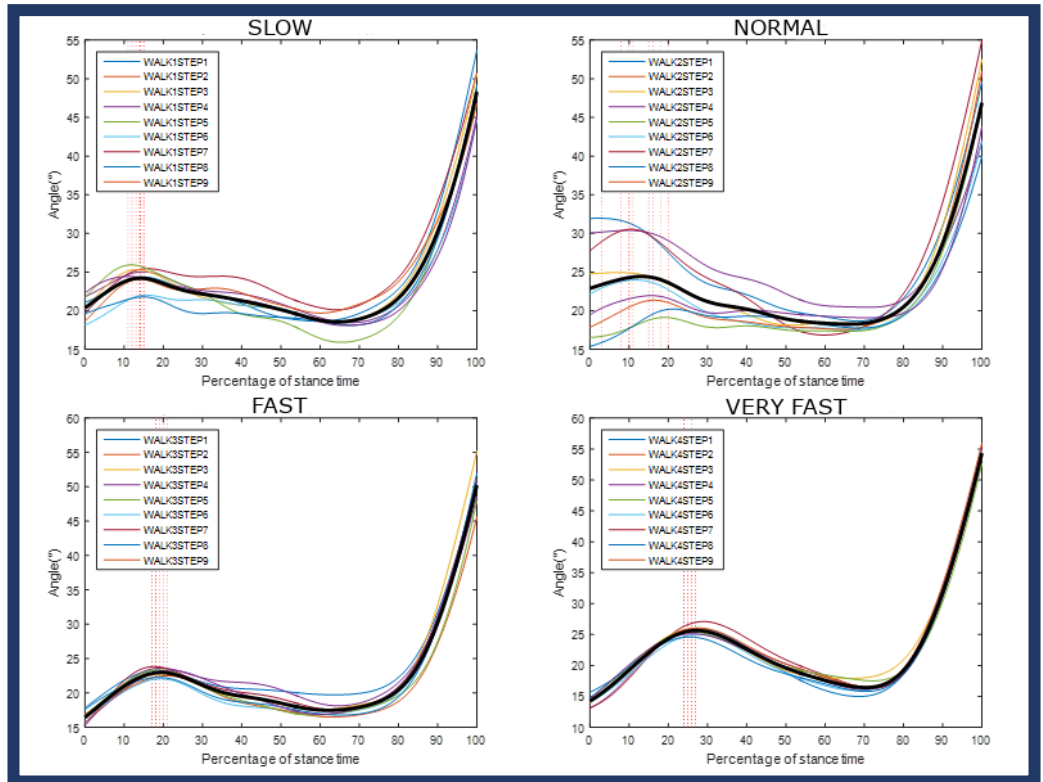 SLOW
55
50
45
40
35
30
25
20
15
Angle(°)
WALK1STEP1
WALK1STEP2
WALK1STEP3
WALK1STEP4
WALK1STEP5
WALK1STEP6
WALK1STEP7
WALK1STEP8
WALK1STEP9
0 10 20 30 40 50 60 70 80 90 100
Percentage of stance time
NORMAL
55
50
45
40
35
30
25
20
15
Angle(°)
WALK2STEP1
WALK2STEP2
WALK2STEP3
WALK2STEP4
WALK2STEP5
WALK2STEP6
WALK2STEP7
WALK2STEP8
WALK2STEP9
0 10 20 30 40 50 60 70 80 90 100
Percentage of stance time
FAST
60
55
50
45
40
35
30
25
20
15
Angle(°)
WALK3STEP1
WALK3STEP2
WALK3STEP3
WALK3STEP4
WALK3STEP5
WALK3STEP6
WALK3STEP7
WALK3STEP8
WALK3STEP9
0 10 20 30 40 50 60 70 80 90 100
Percentage of stance time
VERY FAST
60
55
50
45
40
35
30
25
20
15
10
Angle(°)
WALK4STEP1
WALK4STEP2
WALK4STEP3
WALK4STEP4
WALK4STEP5
WALK4STEP6
WALK4STEP7
WALK4STEP8
WALK4STEP9
0 10 20 30 40 50 60 70 80 90 100
Percentage of stance time